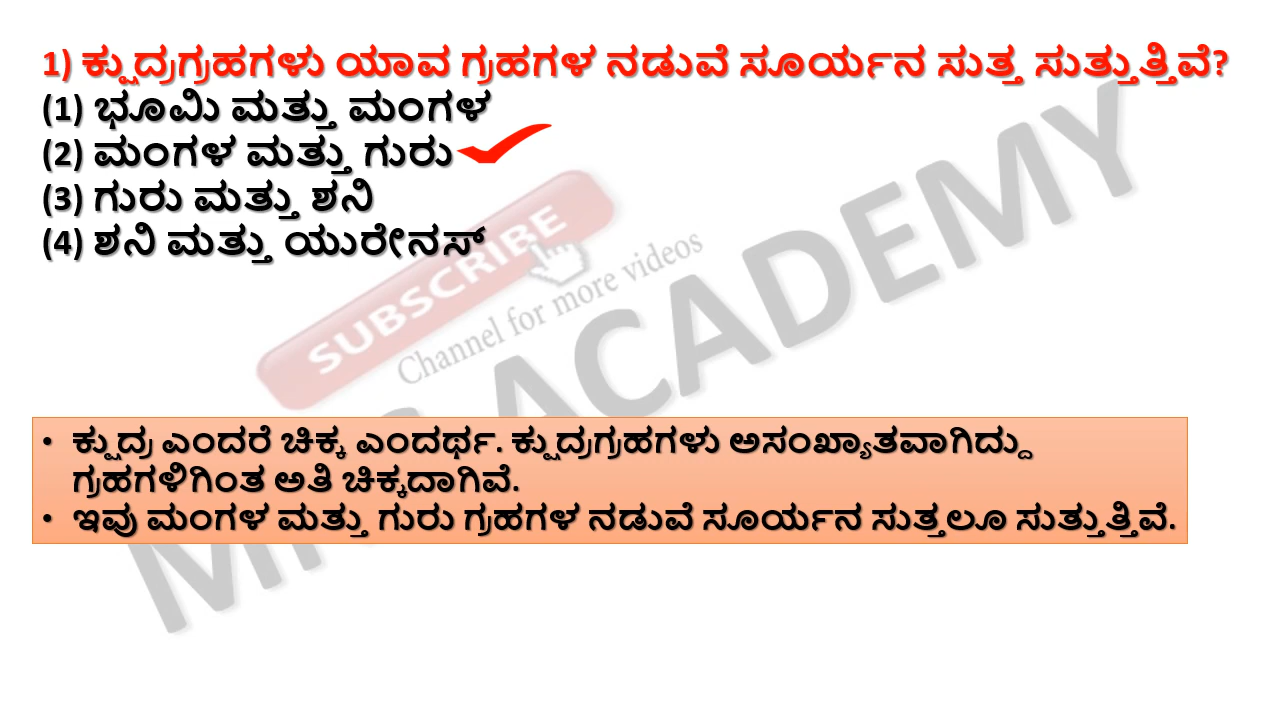 1) ಕ್ಷುದ್ರಗ್ರಹಗಳು ಯಾವ ಗ್ರಹಗಳ ನಡುವೆ ಸೂರ್ಯನ ಸುತ್ತ ಸುತ್ತುತ್ತಿವೆ?
(1) ಭೂಮಿ ಮತ್ತು ಮಂಗಳ
(2) ಮಂಗಳ ಮತ್ತು ಗುರು
(3) ಗುರು ಮತ್ತು ಶನಿ
(4) ಶನಿ ಮತ್ತು ಯುರೇನಸ್
SUBSCRIBE
Channel for more videos
ACADEMY
• ಕ್ಷುದ್ರ ಎಂದರೆ ಚಿಕ್ಕ ಎಂದರ್ಥ. ಕ್ಷುದ್ರಗ್ರಹಗಳು ಅಸಂಖ್ಯಾತವಾಗಿದ್ದು
ಗ್ರಹಗಳಿಗಿಂತ ಅತಿ ಚಿಕ್ಕದಾಗಿವೆ.
• ಇವು ಮಂಗಳ ಮತ್ತು ಗುರು ಗ್ರಹಗಳ ನಡುವೆ ಸೂರ್ಯನ ಸುತ್ತಲೂ ಸುತ್ತುತ್ತಿವೆ.